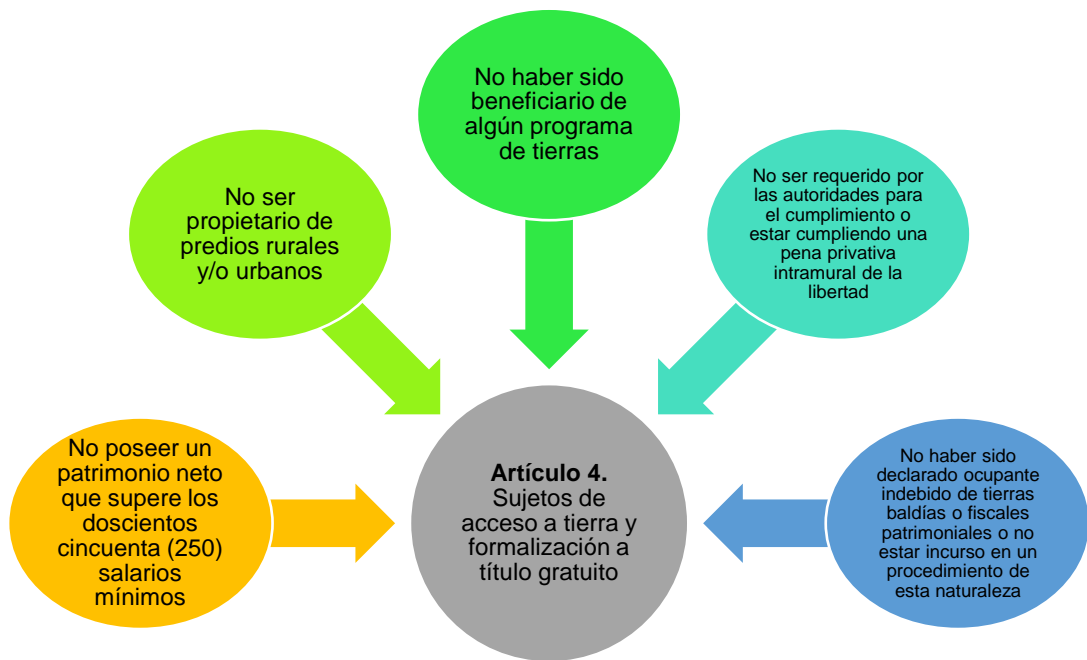 No haber sido
beneficiario de
algún programa
de tierras
No ser
propietario de
predios rurales
y/o urbanos
No ser requerido por
las autoridades para
el cumplimiento o
estar cumpliendo una
pena privativa
intramural de la
libertad
No poseer un
patrimonio neto
que supere los
doscientos
cincuenta (250)
salarios
mínimos
Artículo 4.
Sujetos de
acceso a tierra y
formalización a
título gratuito
No haber sido
declarado ocupante
indebido de tierras
baldías o fiscales
patrimoniales o no
estar incurso en un
procedimiento de
esta naturaleza